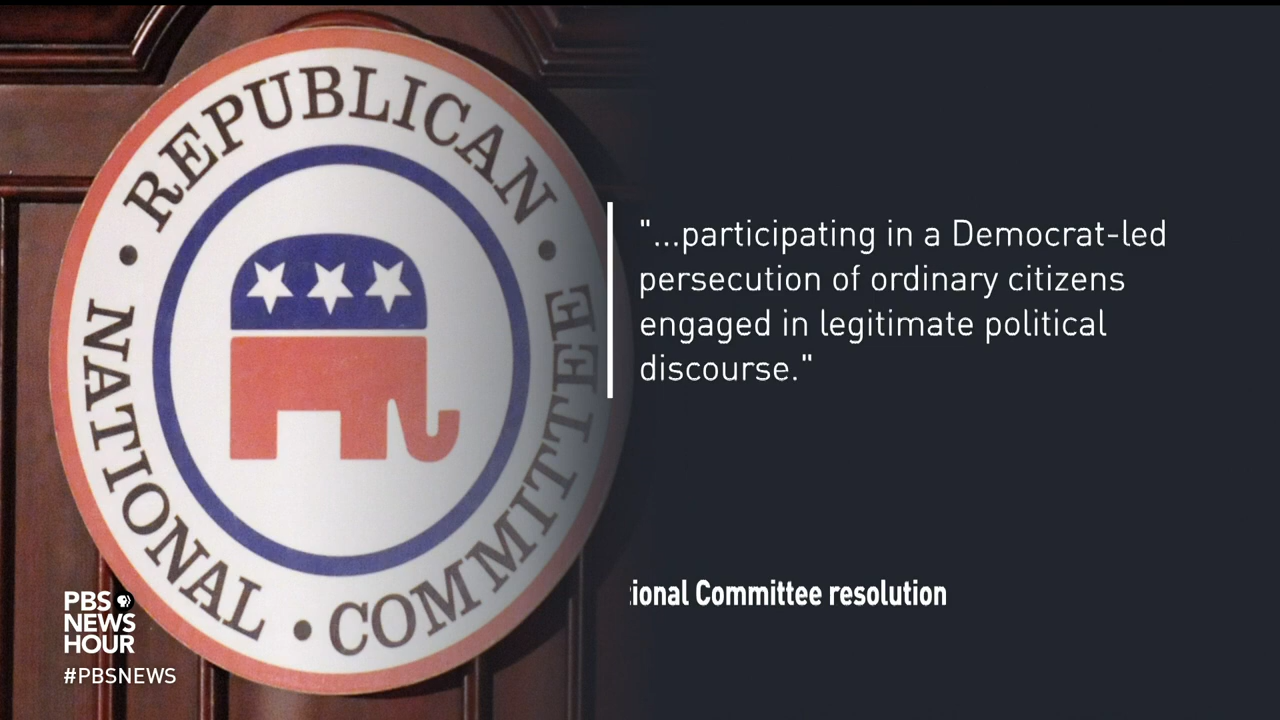 • REPUBLICAN •
NATIONAL • COMMITTEE
"...participating in a Democrat-led
persecution of ordinary citizens
engaged in legitimate political
discourse."
ional Committee resolution
PBS
NEWS
HOUR
#PBSNEWS